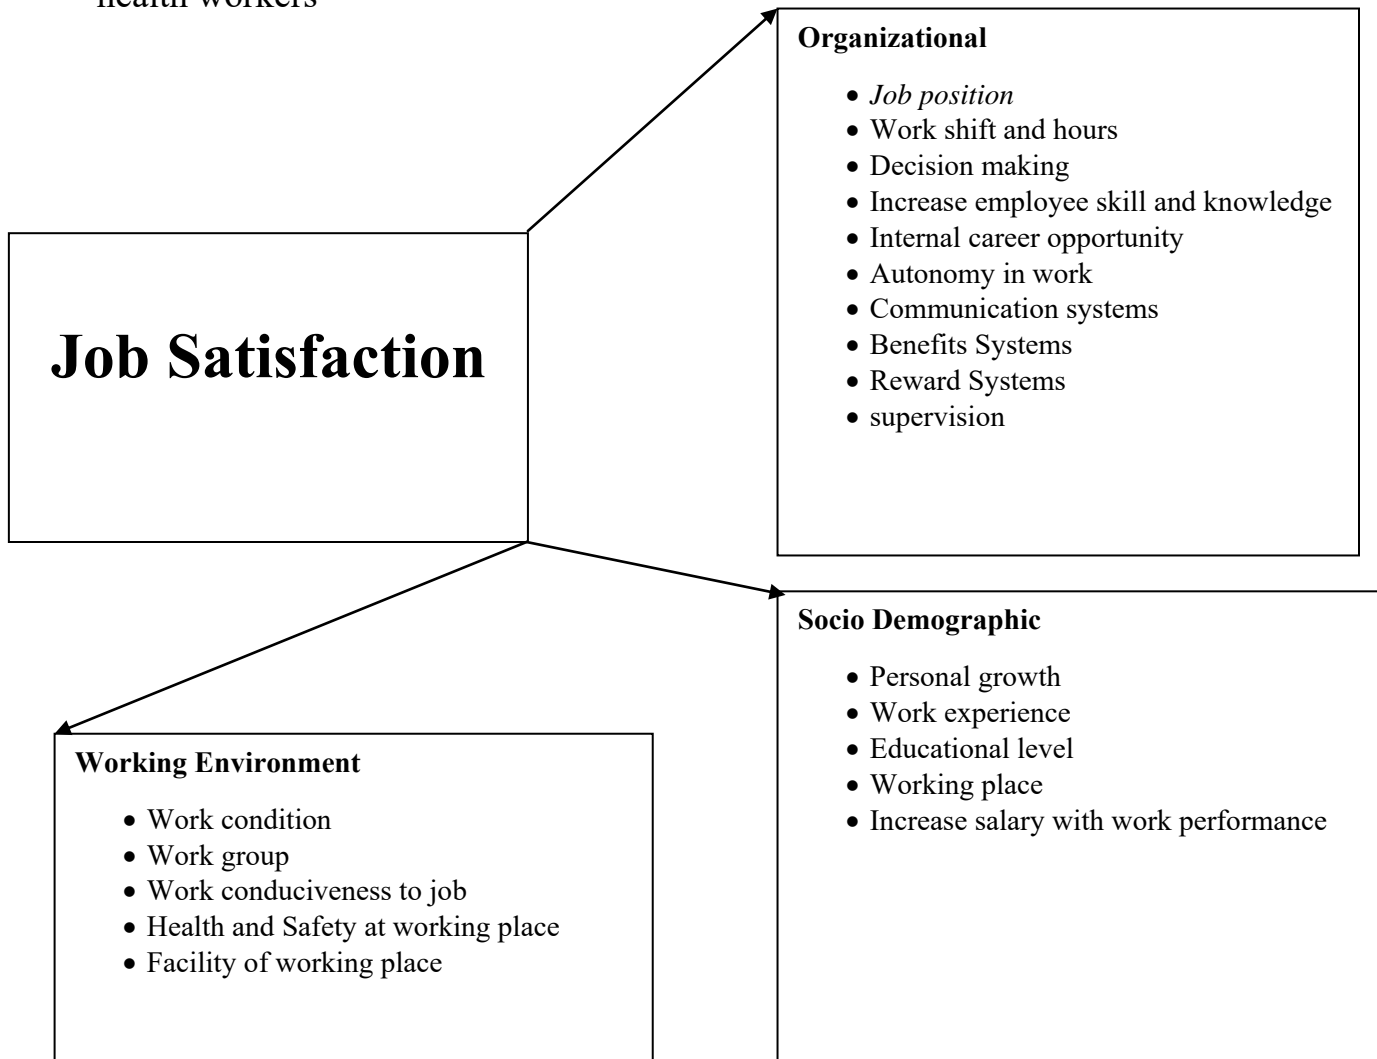 health workers
Organizational
• Job position
• Work shift and hours
• Decision making
• Increase employee skill and knowledge
• Internal career opportunity
• Autonomy in work
• Communication systems
• Benefits Systems
• Reward Systems
• supervision
Job Satisfaction
Socio Demographic
• Personal growth
• Work experience
• Educational level
• Working place
• Increase salary with work performance
Working Environment
• Work condition
• Work group
• Work conduciveness to job
• Health and Safety at working place
• Facility of working place